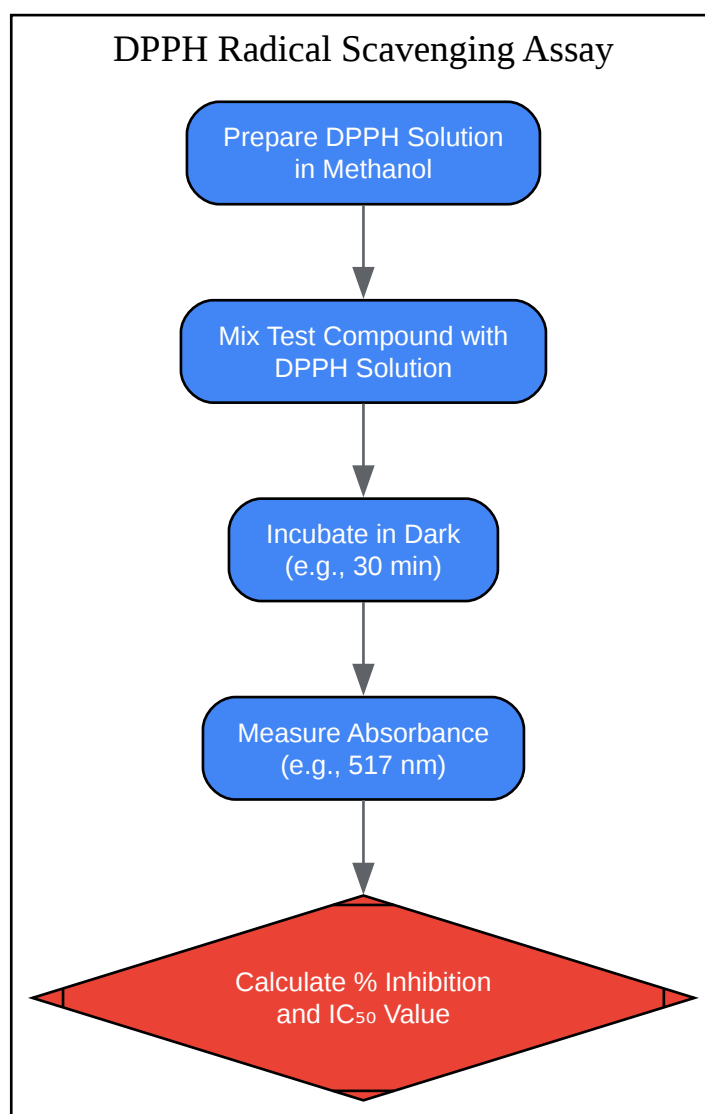 DPPH Radical Scavenging Assay
Prepare DPPH Solution
in Methanol
Mix Test Compound with
DPPH Solution
Incubate in Dark
(e.g., 30 min)
Measure Absorbance
(e.g., 517 nm)
Calculate % Inhibition
and IC₅₀ Value